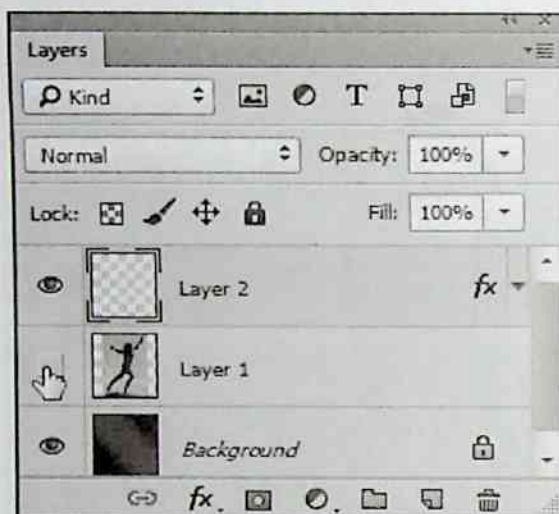 Layers
Kind
Normal Opacity: 100%
Lock: Fill: 100%
Layer 2 fx
Layer 1
Background
fx